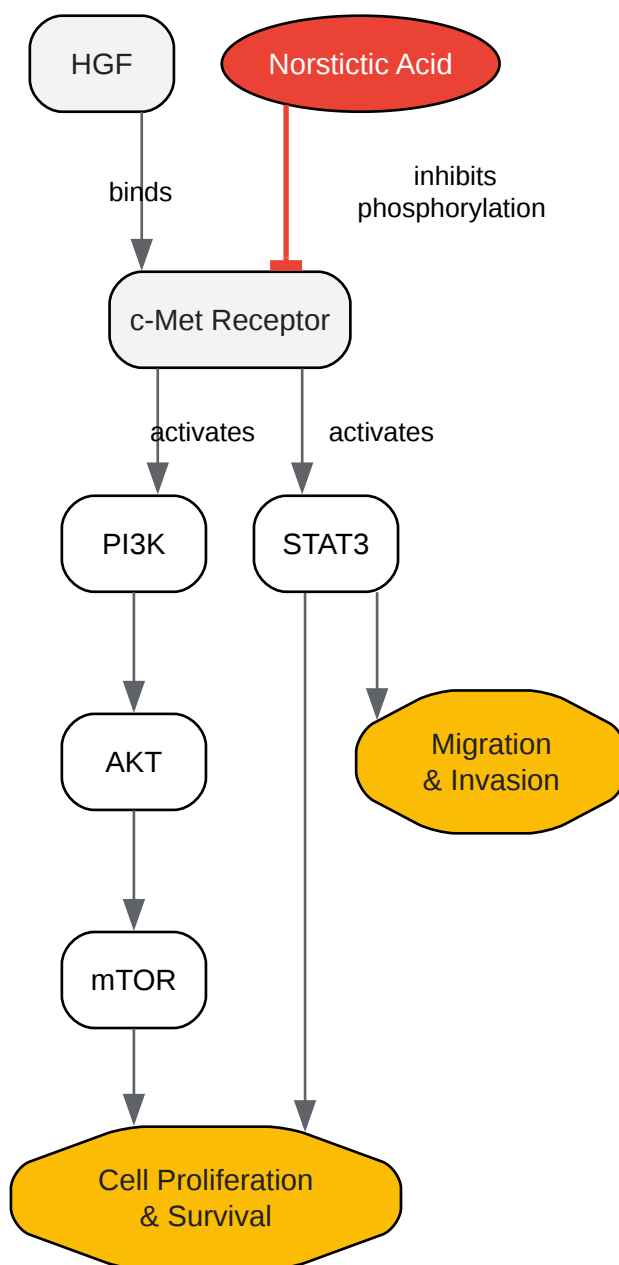 HGF
Norstictic Acid
binds
inhibits
phosphorylation
c-Met Receptor
activates
activates
PI3K
STAT3
AKT
Migration
& Invasion
mTOR
Cell Proliferation
& Survival